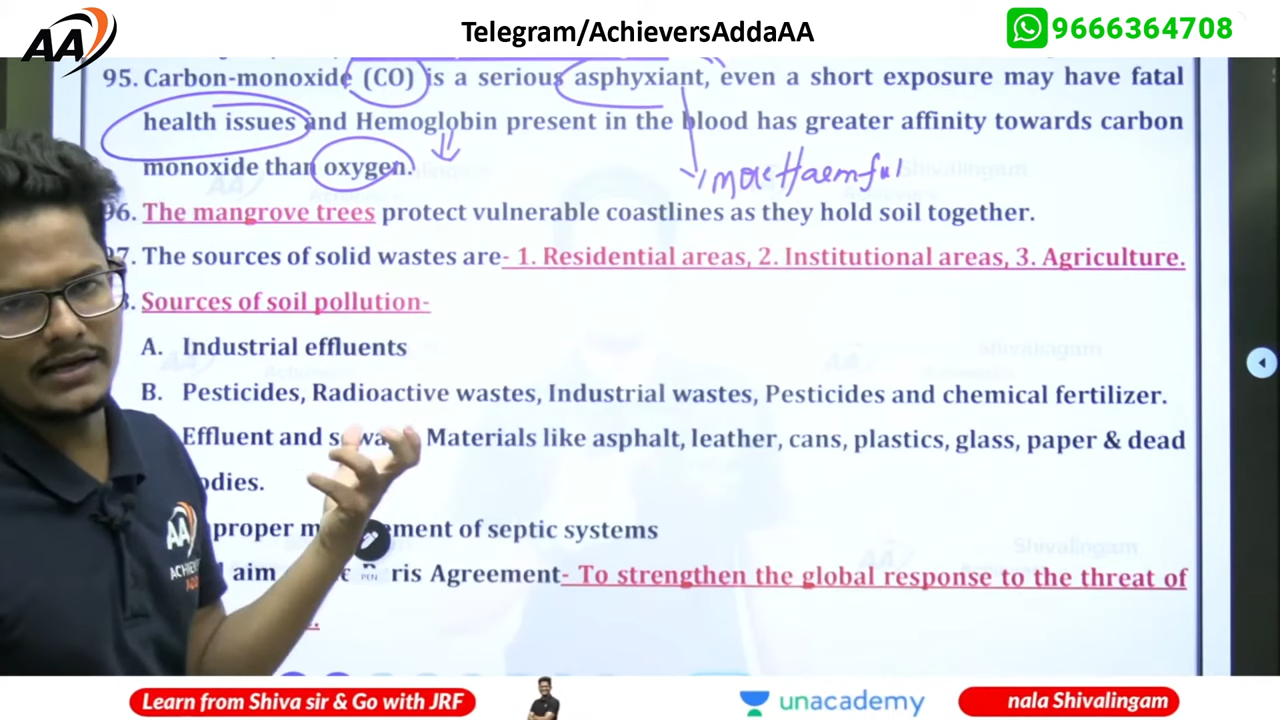 AA
Telegram/AchieversAddaAA
9666364708
95. Carbon-monoxide (CO) is a serious asphyxiant, even a short exposure may have fatal
health issues and Hemoglobin present in the blood has greater affinity towards carbon
monoxide than oxygen.
Shivalingam
96. The mangrove trees protect vulnerable coastlines as they hold soil together.
The sources of solid wastes are- 1. Residential areas, 2. Institutional areas, 3. Agriculture.
Sources of soil pollution-
Shivalingam
A. Industrial effluents
B. Pesticides, Radioactive wastes, Industrial wastes, Pesticides and chemical fertilizer.
Effluent and Materials like asphalt, leather, cans, plastics, glass, paper & dead
odies.
proper m ement of septic systems
Shivalingam
AA
aim ris Agreement- To strengthen the global response to the threat of
PEN
Learn from Shiva sir & Go with JRF
unacademy
nala Shivalingam